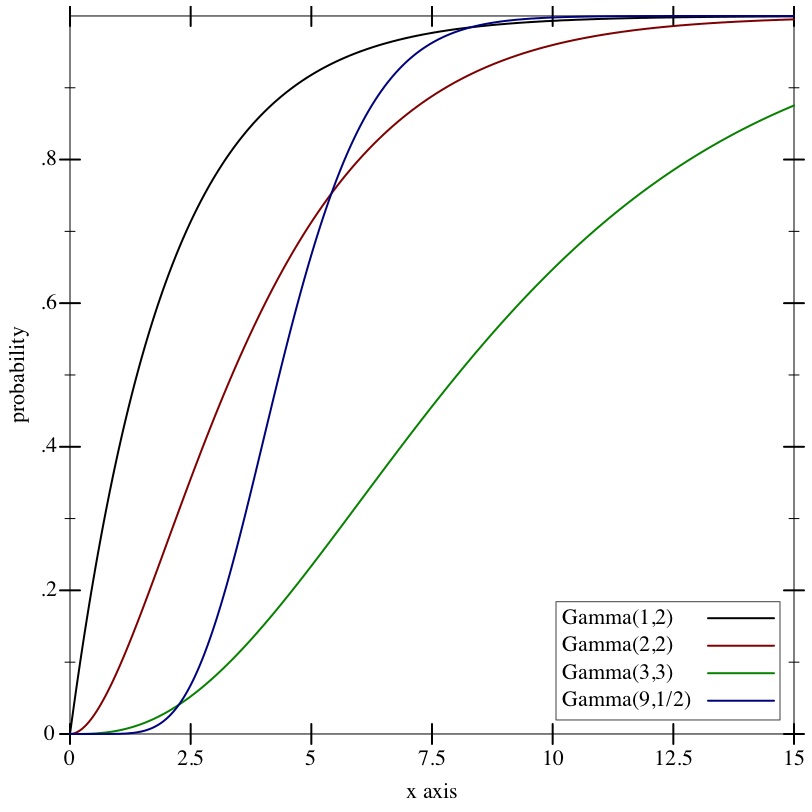 .8
.6
.4
.2
0
probability
0 2.5 5 7.5 10 12.5 15
x axis
Gamma(1,2)
Gamma(2,2)
Gamma(3,3)
Gamma(9,1/2)